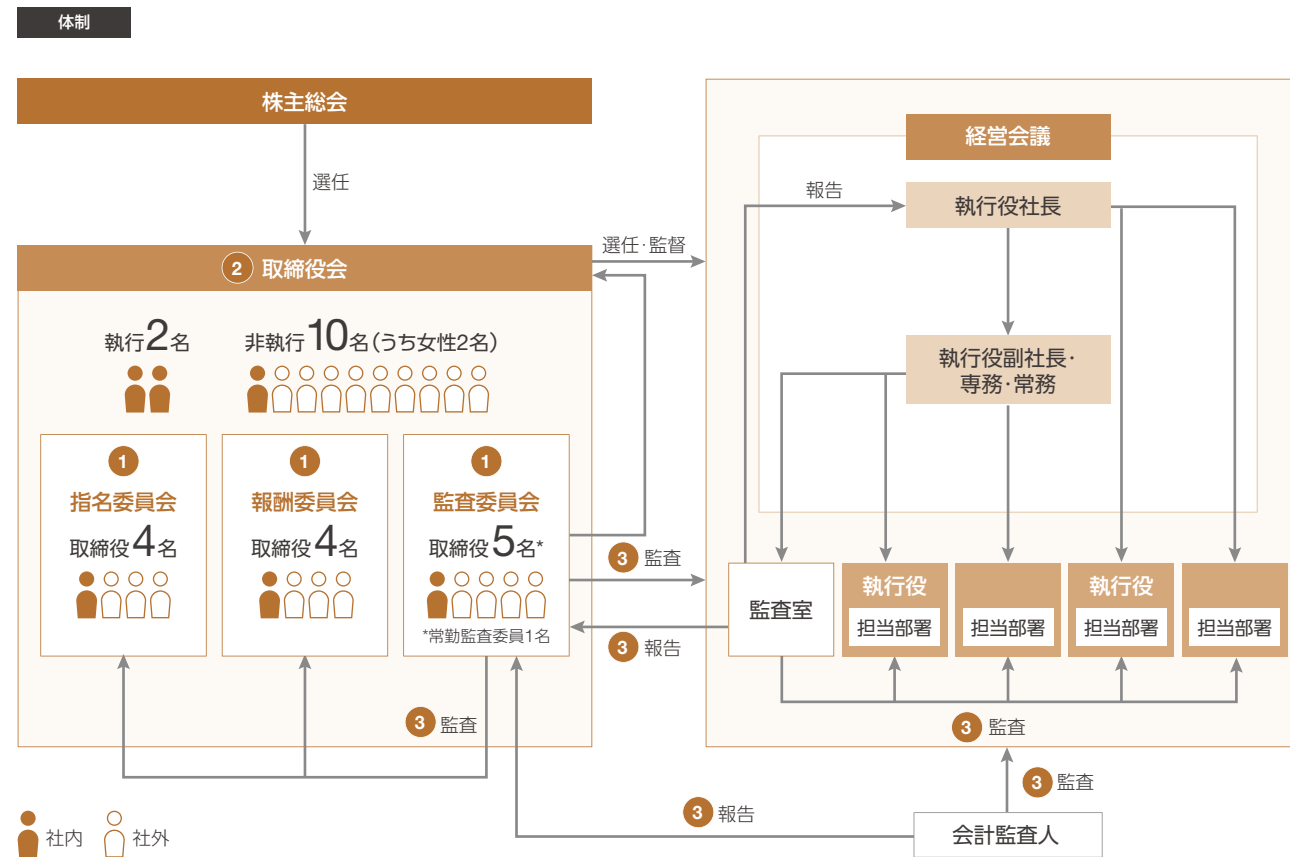 体制
株主総会
選任
2 取締役会
執行2名
非執行10名(うち女性2名)
1
指名委員会
取締役4名
1
報酬委員会
取締役4名
1
監査委員会
取締役5名*
*常勤監査委員1名
3 監査
選任・監督
3 監査
3 報告
経営会議
報告
執行役社長
執行役副社長・
専務・常務
監査室
執行役
担当部署
担当部署
執行役
担当部署
担当部署
3 監査
3 監査
3 報告
会計監査人
社内
社外